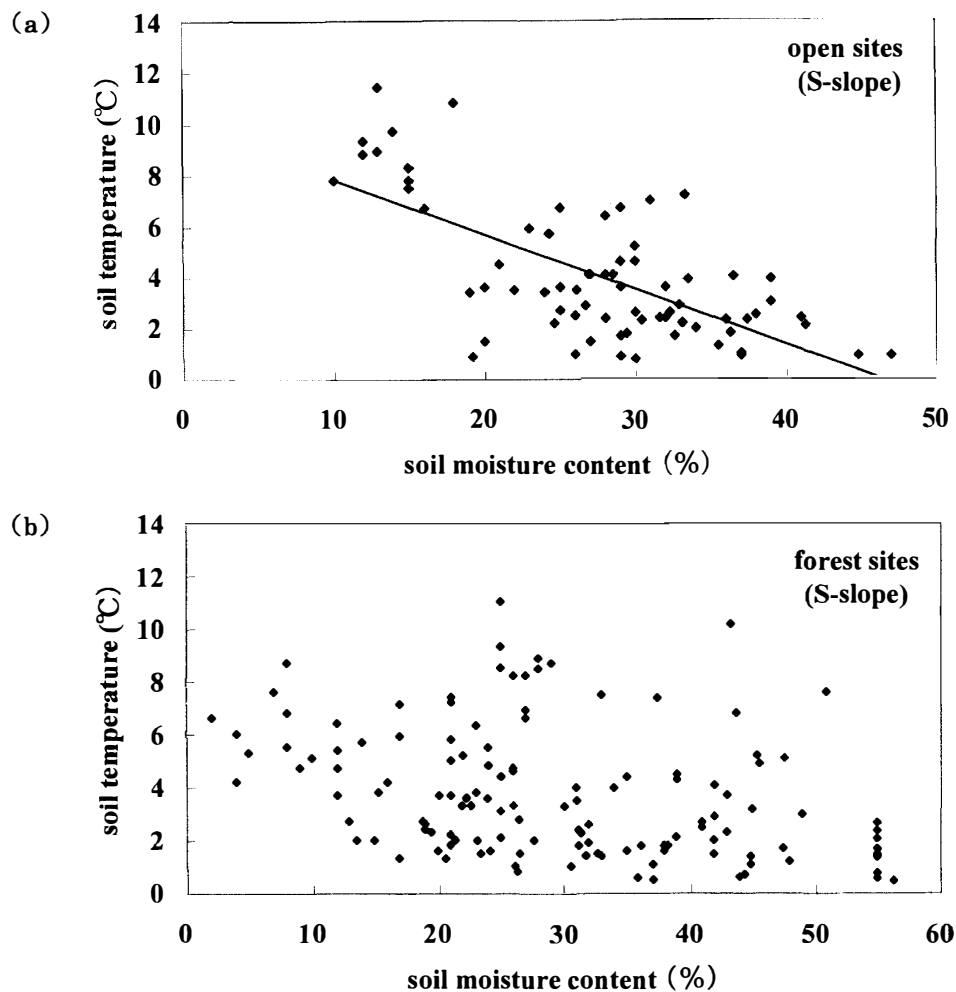 (a)
14
12
10
8
6
4
2
0
soil temperature (℃)
open sites
(S-slope)
0 10 20 30 40 50
soil moisture content (%)
(b)
14
12
10
8
6
4
2
0
soil temperature (℃)
forest sites
(S-slope)
0 10 20 30 40 50 60
soil moisture content (%)